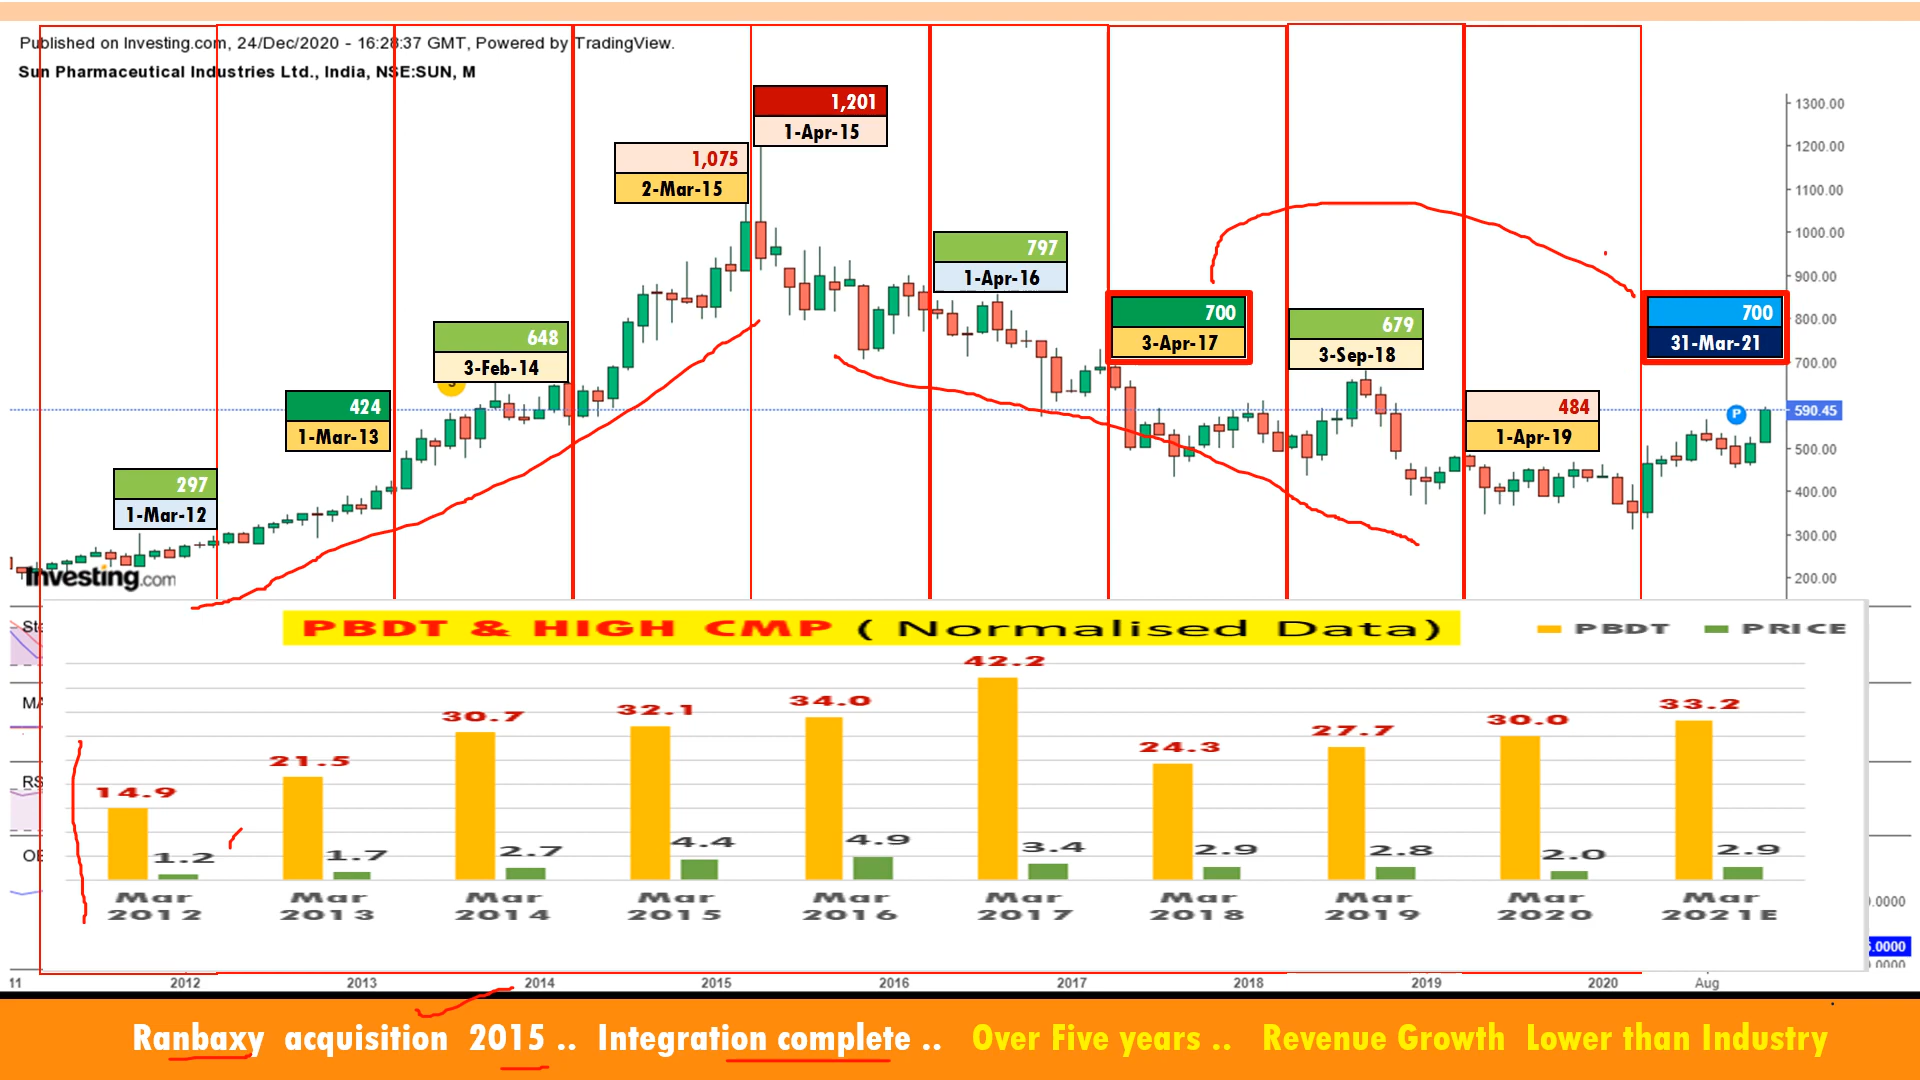 Published on Investing.com, 24/Dec/2020 - 16:28:37 GMT, Powered by TradingView.
Sun Pharmaceutical Industries Ltd., India, NSE:SUN, M
1,201
1-Apr-15
1,075
2-Mar-15
797
1-Apr-16
700
3-Apr-17
679
3-Sep-18
700
31-Mar-21
648
3-Feb-14
424
1-Mar-13
484
1-Apr-19
297
1-Mar-12
P
1300.00
1200.00
1100.00
1000.00
900.00
800.00
700.00
590.45
500.00
400.00
300.00
200.00
Investing.com
PBDT & HIGH CMP ( Normalised Data)
PBDT PRICE
14.9 21.5 30.7 32.1 34.0 42.2 24.3 27.7 30.0 33.2
1.2 1.7 2.7 4.4 4.9 3.4 2.9 2.8 2.0 2.9
Mar 2012 Mar 2013 Mar 2014 Mar 2015 Mar 2016 Mar 2017 Mar 2018 Mar 2019 Mar 2020 Mar 2021E
11 2012 2013 2014 2015 2016 2017 2018 2019 2020 Aug
Ranbaxy acquisition 2015 .. Integration complete .. Over Five years .. Revenue Growth Lower than Industry